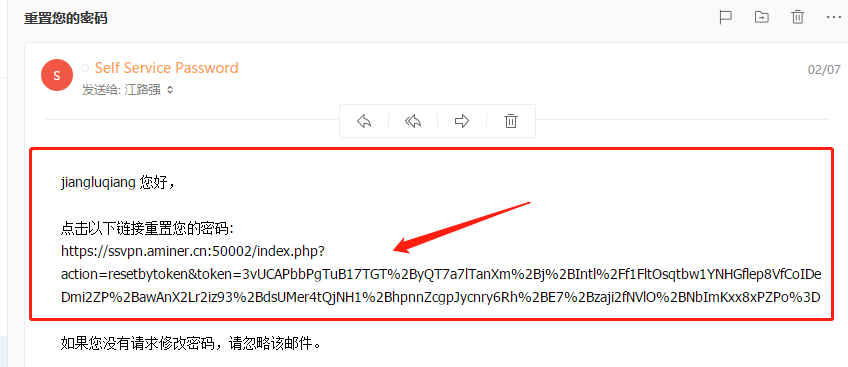 重置您的密码
S
Self Service Password
02/07
发送给: 江路强
jiangluqiang 您好，
点击以下链接重置您的密码:
https://ssvpn.aminer.cn:50002/index.php?
action=resetbytoken&token=3vUCAPbbPgTuB17TGT%2ByQT7a7lTanXm%2Bj%2BIntl%2Ff1FltOsqtbw1YNHGflep8VfCoIDe
Dmi2ZP%2BawAnX2Lr2iz93%2BdsUMer4tQjNH1%2BhpnnZcgpJycnry6Rh%2BE7%2Bzaji2fNVlO%2BNbImKxx8xPZPo%3D
如果您没有请求修改密码，请忽略该邮件。